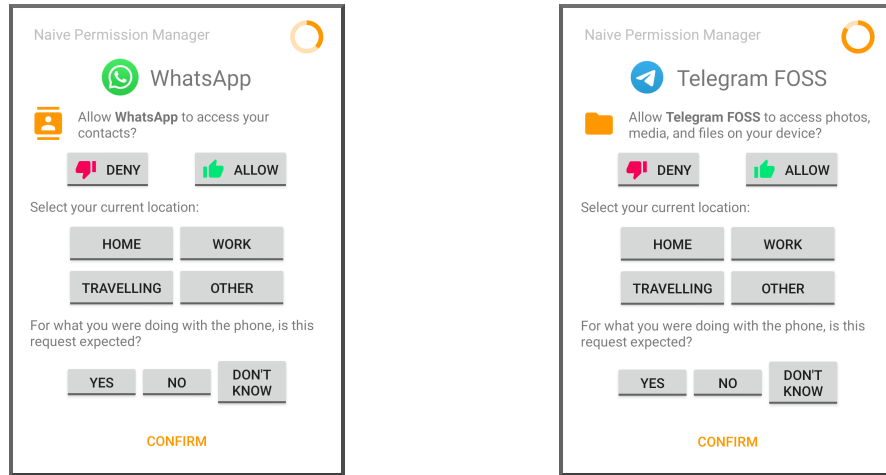 Naive Permission Manager
WhatsApp
Allow WhatsApp to access your
contacts?
DENY
ALLOW
Select your current location:
HOME
WORK
TRAVELLING
OTHER
For what you were doing with the phone, is this
request expected?
YES
NO
DON'T
KNOW
CONFIRM
Naive Permission Manager
Telegram FOSS
Allow Telegram FOSS to access photos,
media, and files on your device?
DENY
ALLOW
Select your current location:
HOME
WORK
TRAVELLING
OTHER
For what you were doing with the phone, is this
request expected?
YES
NO
DON'T
KNOW
CONFIRM